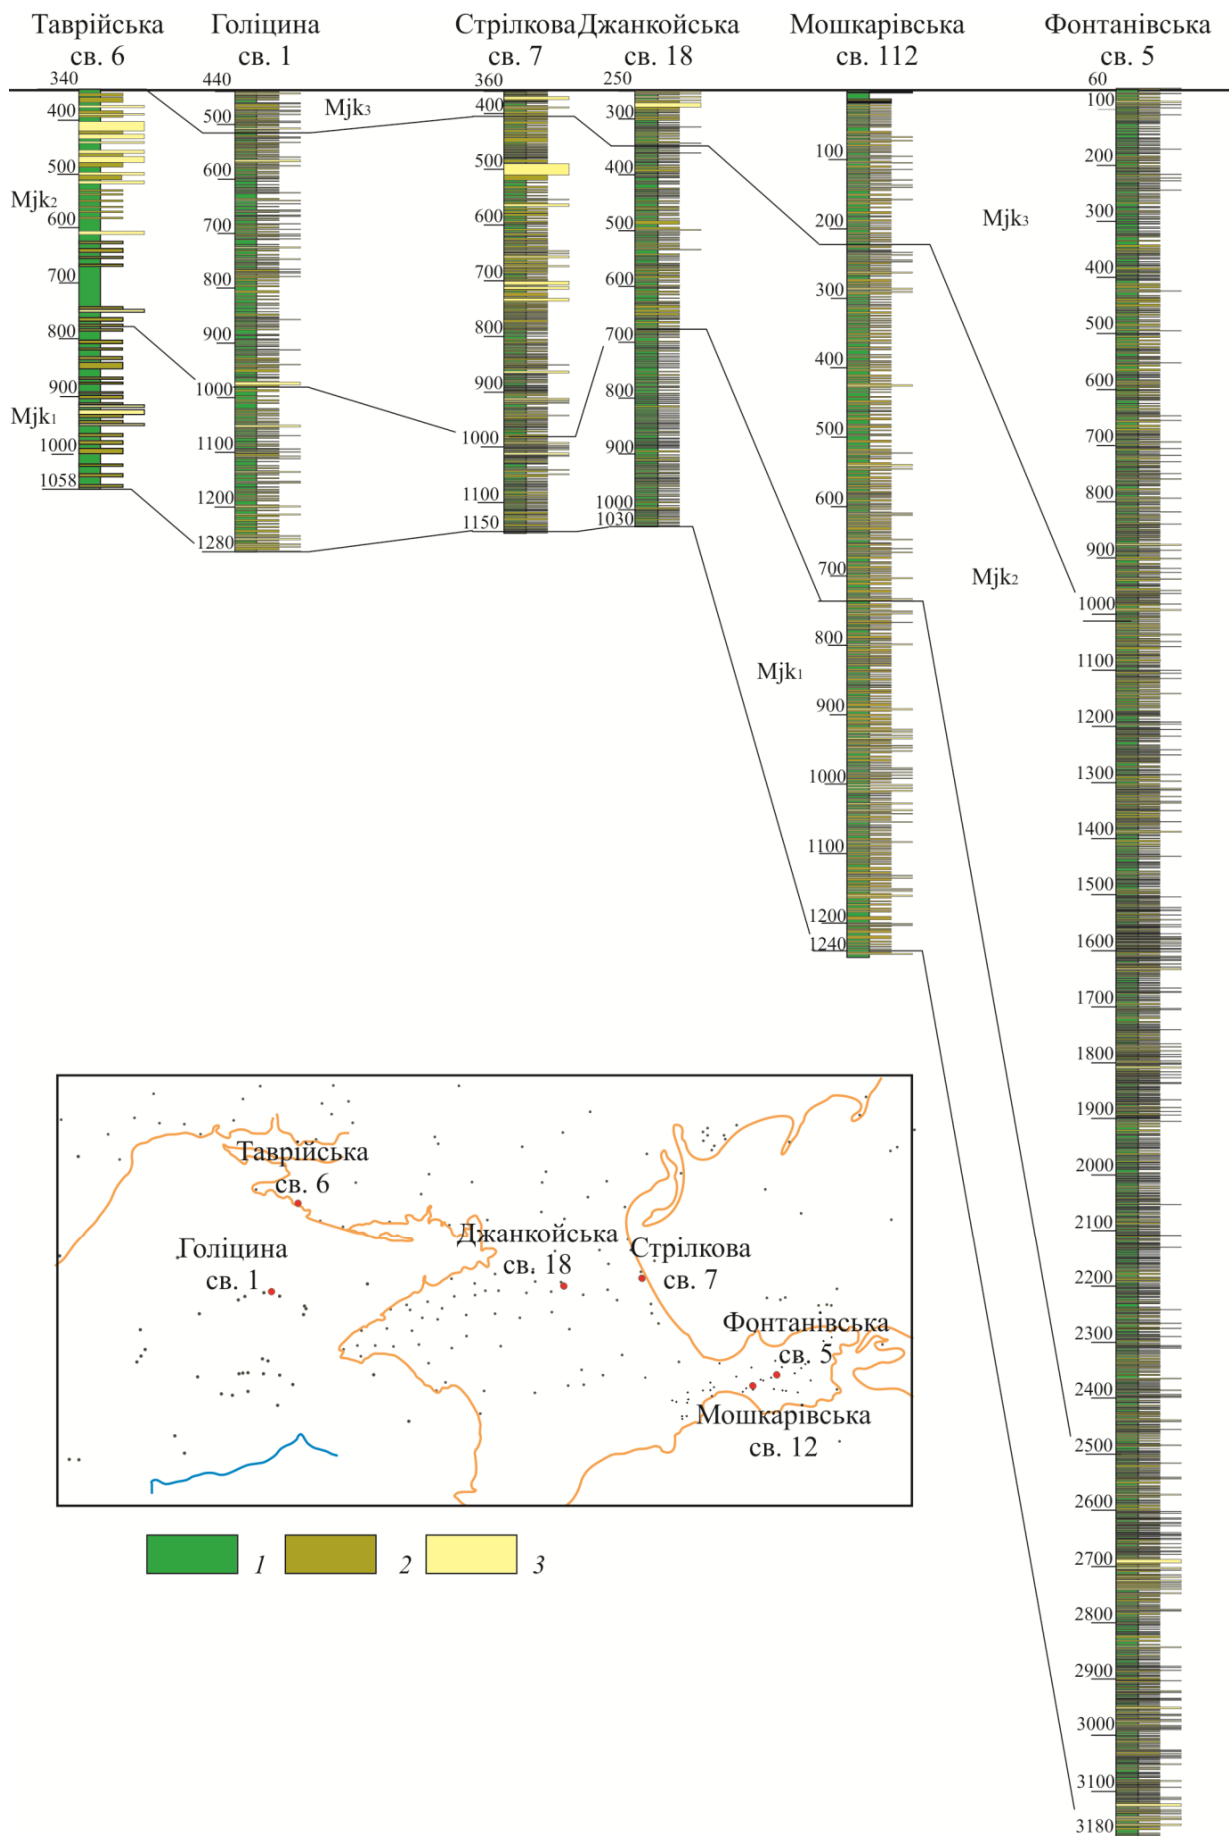 Таврійська
св. 6
Голіцина
св. 1
Стрілкова
св. 7
Джанкойська
св. 18
Мошкарівська
св. 112
Фонтанівська
св. 5
340
400
500
600
700
800
900
1000
1058
Mjk2
Mjk1
440
500
600
700
800
900
1000
1100
1200
1280
Mjk3
360
400
500
600
700
800
900
1000
1100
1150
250
300
400
500
600
700
800
900
1000
1030
100
200
300
400
500
600
700
800
900
1000
1100
1200
1240
Mjk1
Mjk3
Mjk2
60
100
200
300
400
500
600
700
800
900
1000
1100
1200
1300
1400
1500
1600
1700
1800
1900
2000
2100
2200
2300
2400
2500
2600
2700
2800
2900
3000
3100
3180
Таврійська
св. 6
Голіцина
св. 1
Джанкойська
св. 18
Стрілкова
св. 7
Фонтанівська
св. 5
Мошкарівська
св. 12
1
2
3